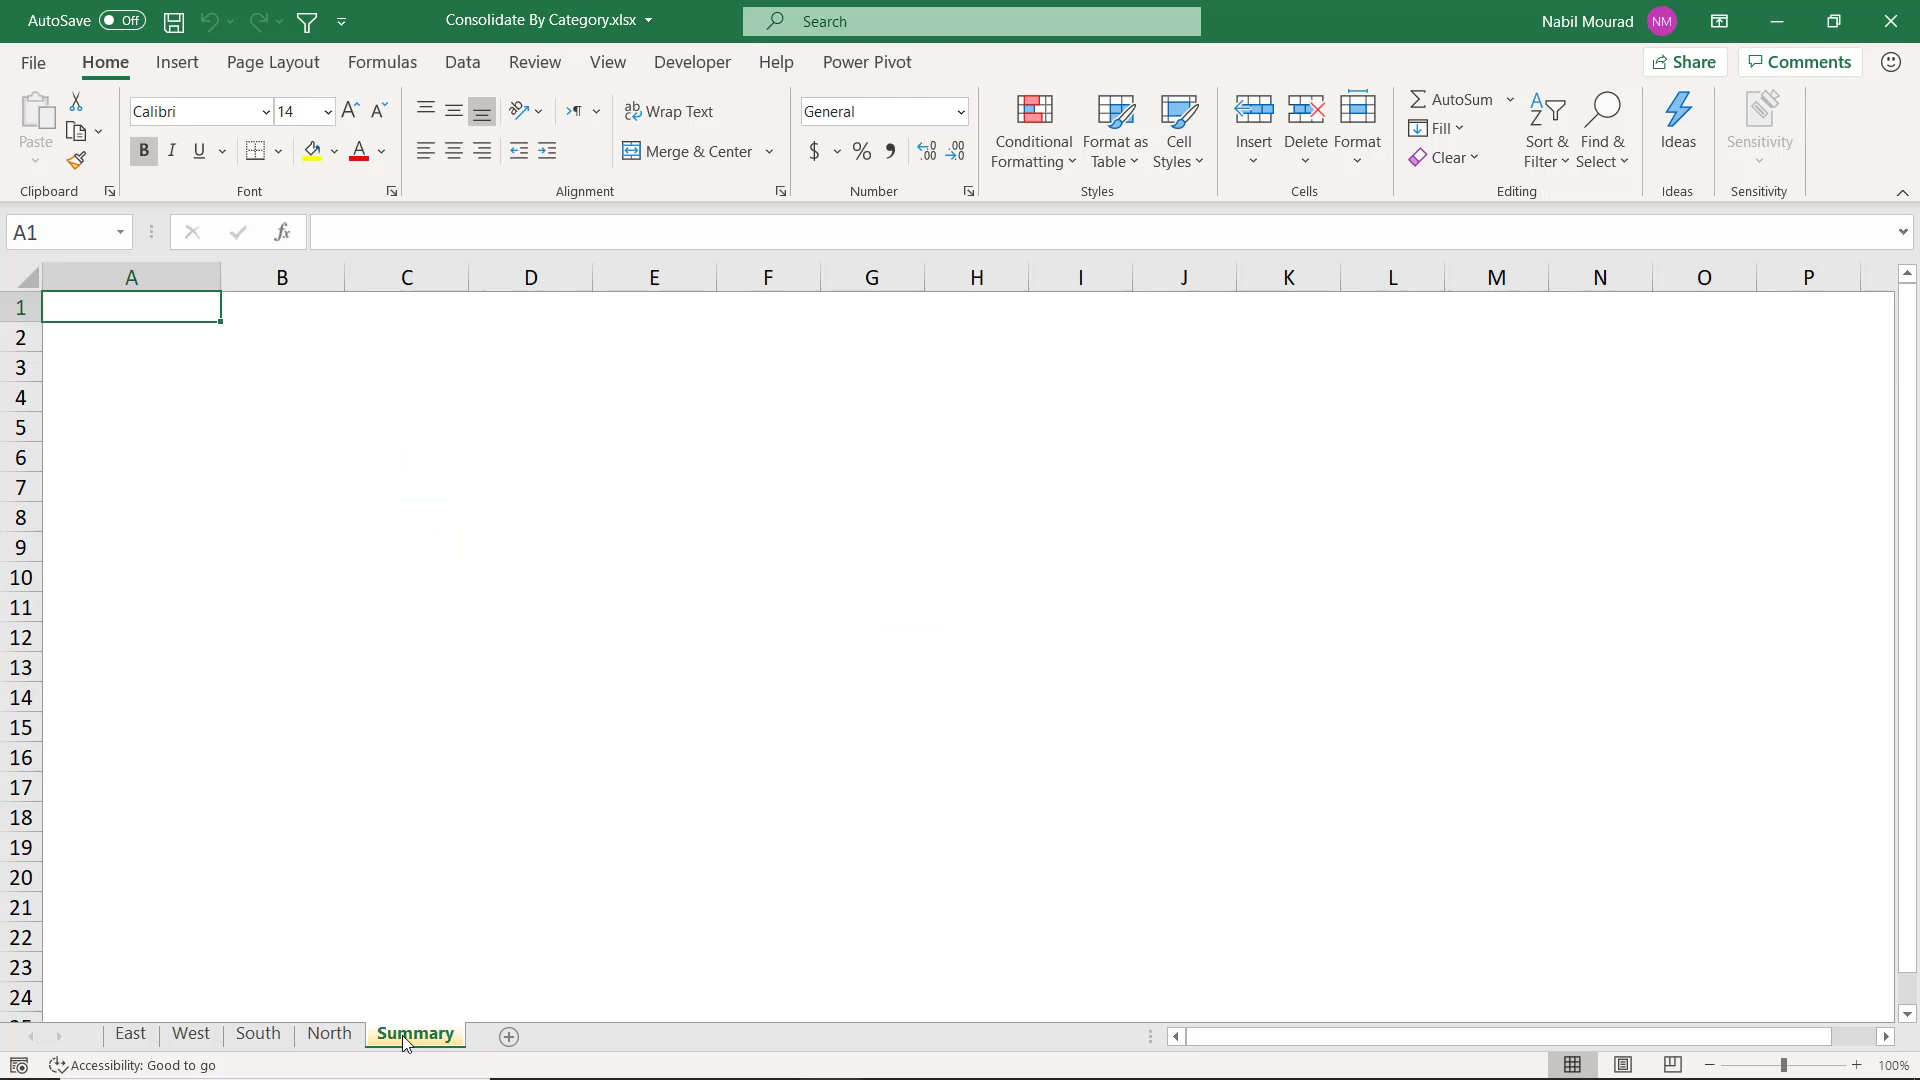 AutoSave Off
Consolidate By Category.xlsx
Search
Nabil Mourad NM
File Home Insert Page Layout Formulas Data Review View Developer Help Power Pivot
Share Comments
Paste
Calibri 14
Wrap Text
Merge & Center
General
Conditional Formatting
Format as Table
Cell Styles
Insert Delete Format
AutoSum
Fill
Clear
Sort & Filter
Find & Select
Ideas
Sensitivity
Clipboard Font Alignment Number Styles Cells Editing Ideas Sensitivity
A1 fx
A B C D E F G H I J K L M N O P
1
2
3
4
5
6
7
8
9
10
11
12
13
14
15
16
17
18
19
20
21
22
23
24
East West South North Summary
Accessibility: Good to go
100%